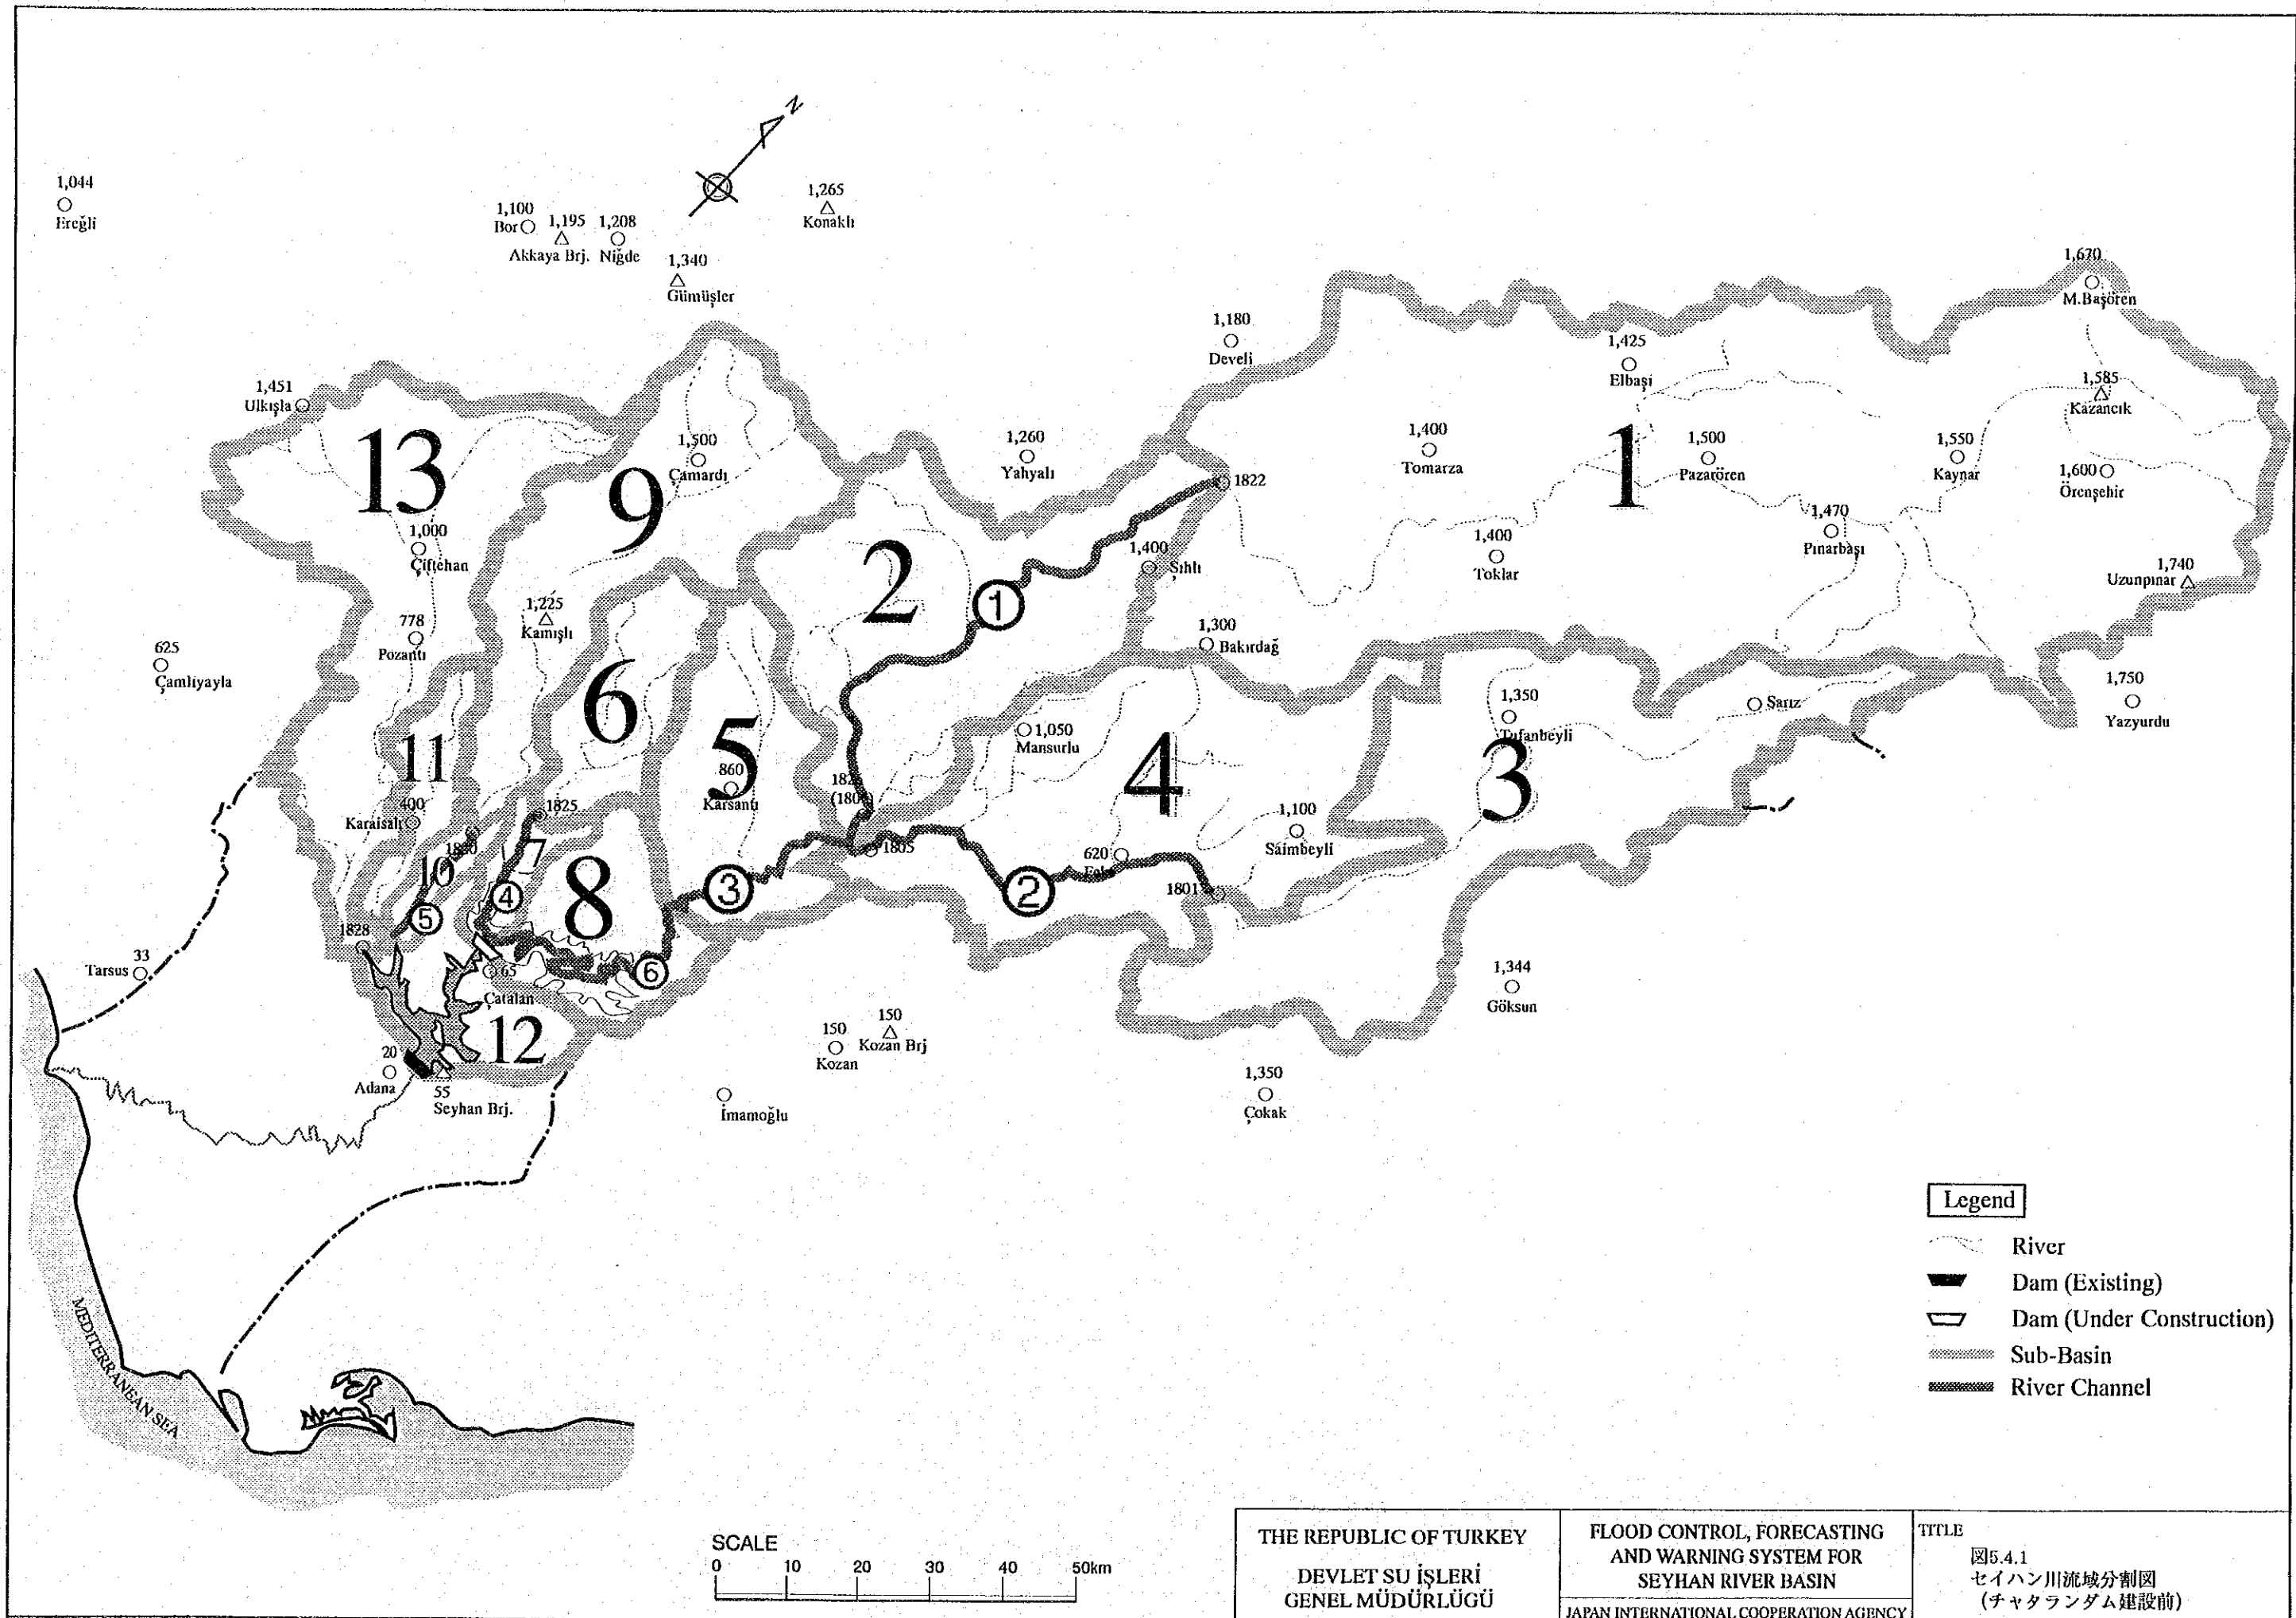 N
1,044
Ereğli
1,100
Bor
1,195
Akkaya Brj.
1,208
Niğde
1,340
Gümüşler
1,265
Konaklı
1,670
M.Başören
1,180
Develi
1,425
Elbaşi
1,585
Kazancık
1,451
Ulkışla
13
1,500
Çamardı
9
1,260
Yahyalı
1822
1,400
Tomarza
1
1,500
Pazarören
1,550
Kaynar
1,600
Örenşehir
1,470
Pınarbaşı
1,000
Çiftehan
2
1,400
Şıhlı
1,400
Toklar
1,740
Uzunpınar
①
1,225
Kamışlı
778
Pozantı
625
Çamlıyayla
1,300
Bakırdağ
6
1,350
Tufanbeyli
Sarız
1,750
Yazyurdu
11
5
860
Karsantı
1,050
Mansurlu
4
3
400
Karaisalı
1825
1,100
Saimbeyli
1805
620
10
7
8
④
⑤
③
②
1801
1828
⑥
33
Tarsus
65
Çatalan
12
1,344
Göksun
150
Kozan
150
Kozan Brj
20
Adana
55
Seyhan Brj.
İmamoğlu
1,350
Çokak
MEDITERRANEAN SEA
Legend
River
Dam (Existing)
Dam (Under Construction)
Sub-Basin
River Channel
SCALE
0 10 20 30 40 50km
THE REPUBLIC OF TURKEY
DEVLET SU İŞLERİ
GENEL MÜDÜRLÜGÜ
FLOOD CONTROL, FORECASTING
AND WARNING SYSTEM FOR
SEYHAN RIVER BASIN
JAPAN INTERNATIONAL COOPERATION AGENCY
TITLE
図5.4.1
セイハン川流域分割図
(チャタランダム建設前)